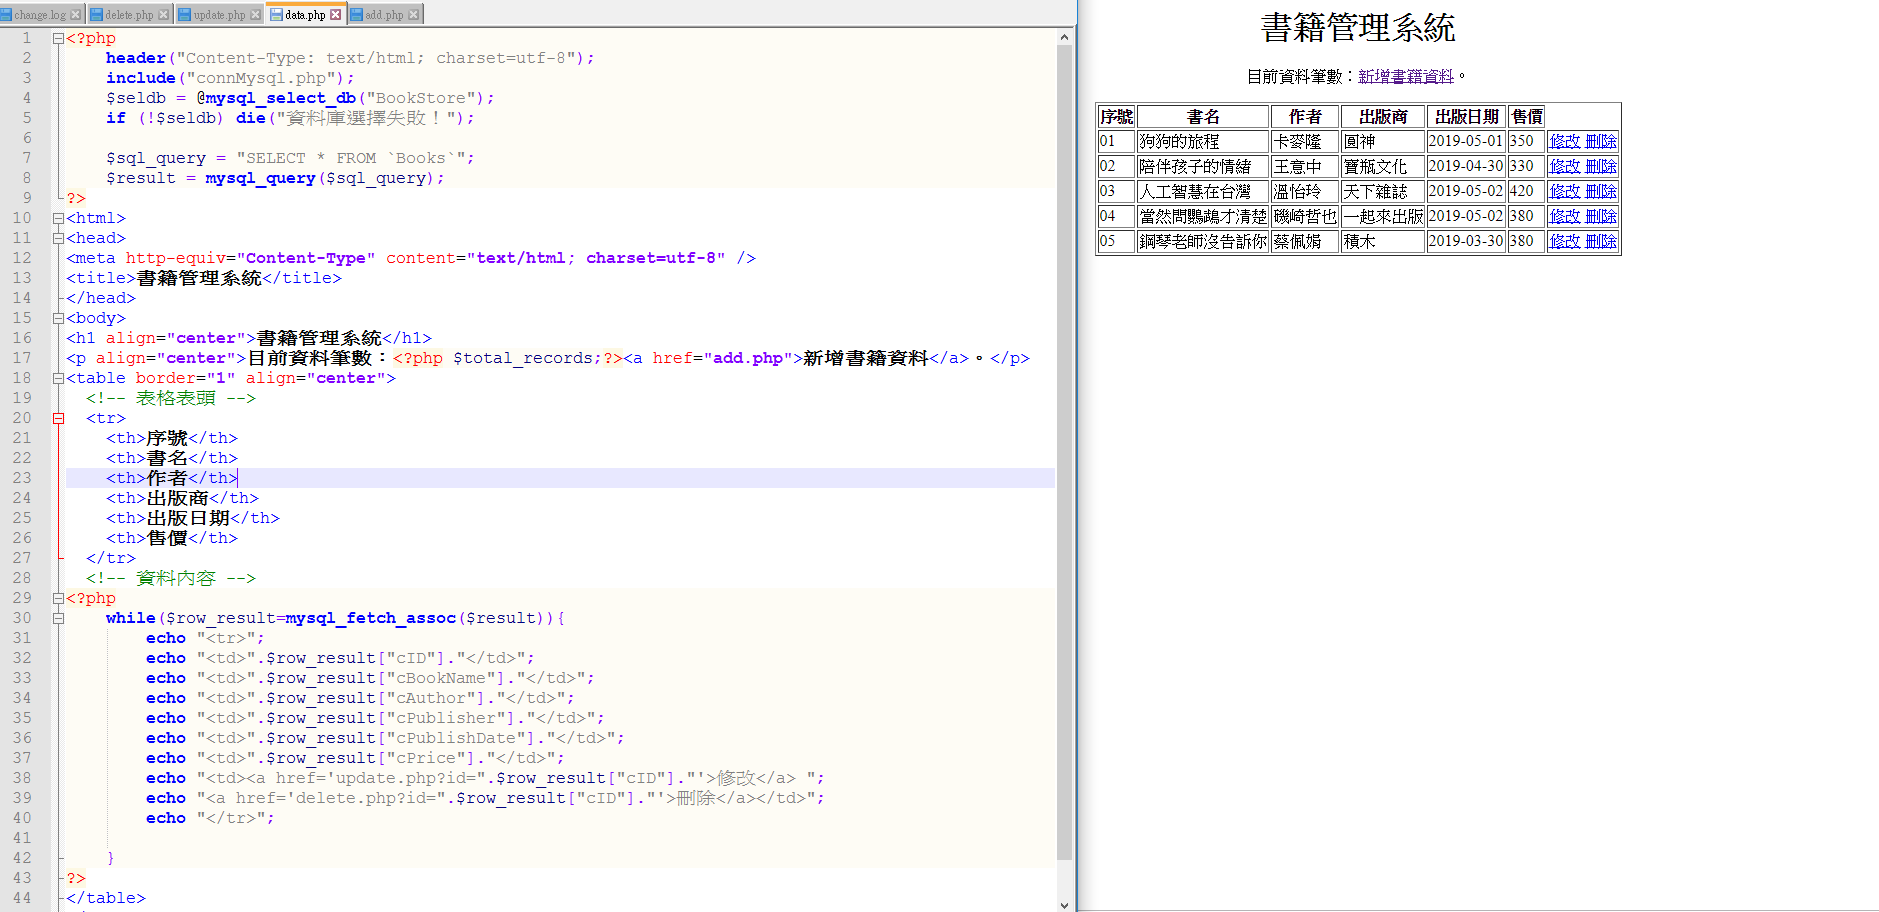 change.log delete.php update.php data.php add.php
1 <?php
2 header("Content-Type: text/html; charset=utf-8");
3 include("connMysql.php");
4 $seldb = @mysql_select_db("BookStore");
5 if (!$seldb) die("資料庫選擇失敗！");
6
7 $sql_query = "SELECT * FROM `Books`";
8 $result = mysql_query($sql_query);
9 ?>
10 <html>
11 <head>
12 <meta http-equiv="Content-Type" content="text/html; charset=utf-8" />
13 <title>書籍管理系統</title>
14 </head>
15 <body>
16 <h1 align="center">書籍管理系統</h1>
17 <p align="center">目前資料筆數：<?php $total_records;?><a href="add.php">新增書籍資料</a>。</p>
18 <table border="1" align="center">
19 <!-- 表格表頭 -->
20 <tr>
21 <th>序號</th>
22 <th>書名</th>
23 <th>作者</th>
24 <th>出版商</th>
25 <th>出版日期</th>
26 <th>售價</th>
27 </tr>
28 <!-- 資料內容 -->
29 <?php
30 while($row_result=mysql_fetch_assoc($result)){
31 echo "<tr>";
32 echo "<td>".$row_result["cID"]."</td>";
33 echo "<td>".$row_result["cBookName"]."</td>";
34 echo "<td>".$row_result["cAuthor"]."</td>";
35 echo "<td>".$row_result["cPublisher"]."</td>";
36 echo "<td>".$row_result["cPublishDate"]."</td>";
37 echo "<td>".$row_result["cPrice"]."</td>";
38 echo "<td><a href='update.php?id=".$row_result["cID"]."'>修改</a> ";
39 echo "<a href='delete.php?id=".$row_result["cID"]."'>刪除</a></td>";
40 echo "</tr>";
41
42 }
43 ?>
44 </table>
書籍管理系統
目前資料筆數：新增書籍資料。
序號 書名 作者 出版商 出版日期 售價
01 狗狗的旅程 卡麥隆 圓神 2019-05-01 350 修改 刪除
02 陪伴孩子的情緒 王意中 寶瓶文化 2019-04-30 330 修改 刪除
03 人工智慧在台灣 溫怡玲 天下雜誌 2019-05-02 420 修改 刪除
04 當然問鸚鵡才清楚 磯崎哲也 一起來出版 2019-05-02 380 修改 刪除
05 鋼琴老師沒告訴你 蔡佩娟 積木 2019-03-30 380 修改 刪除